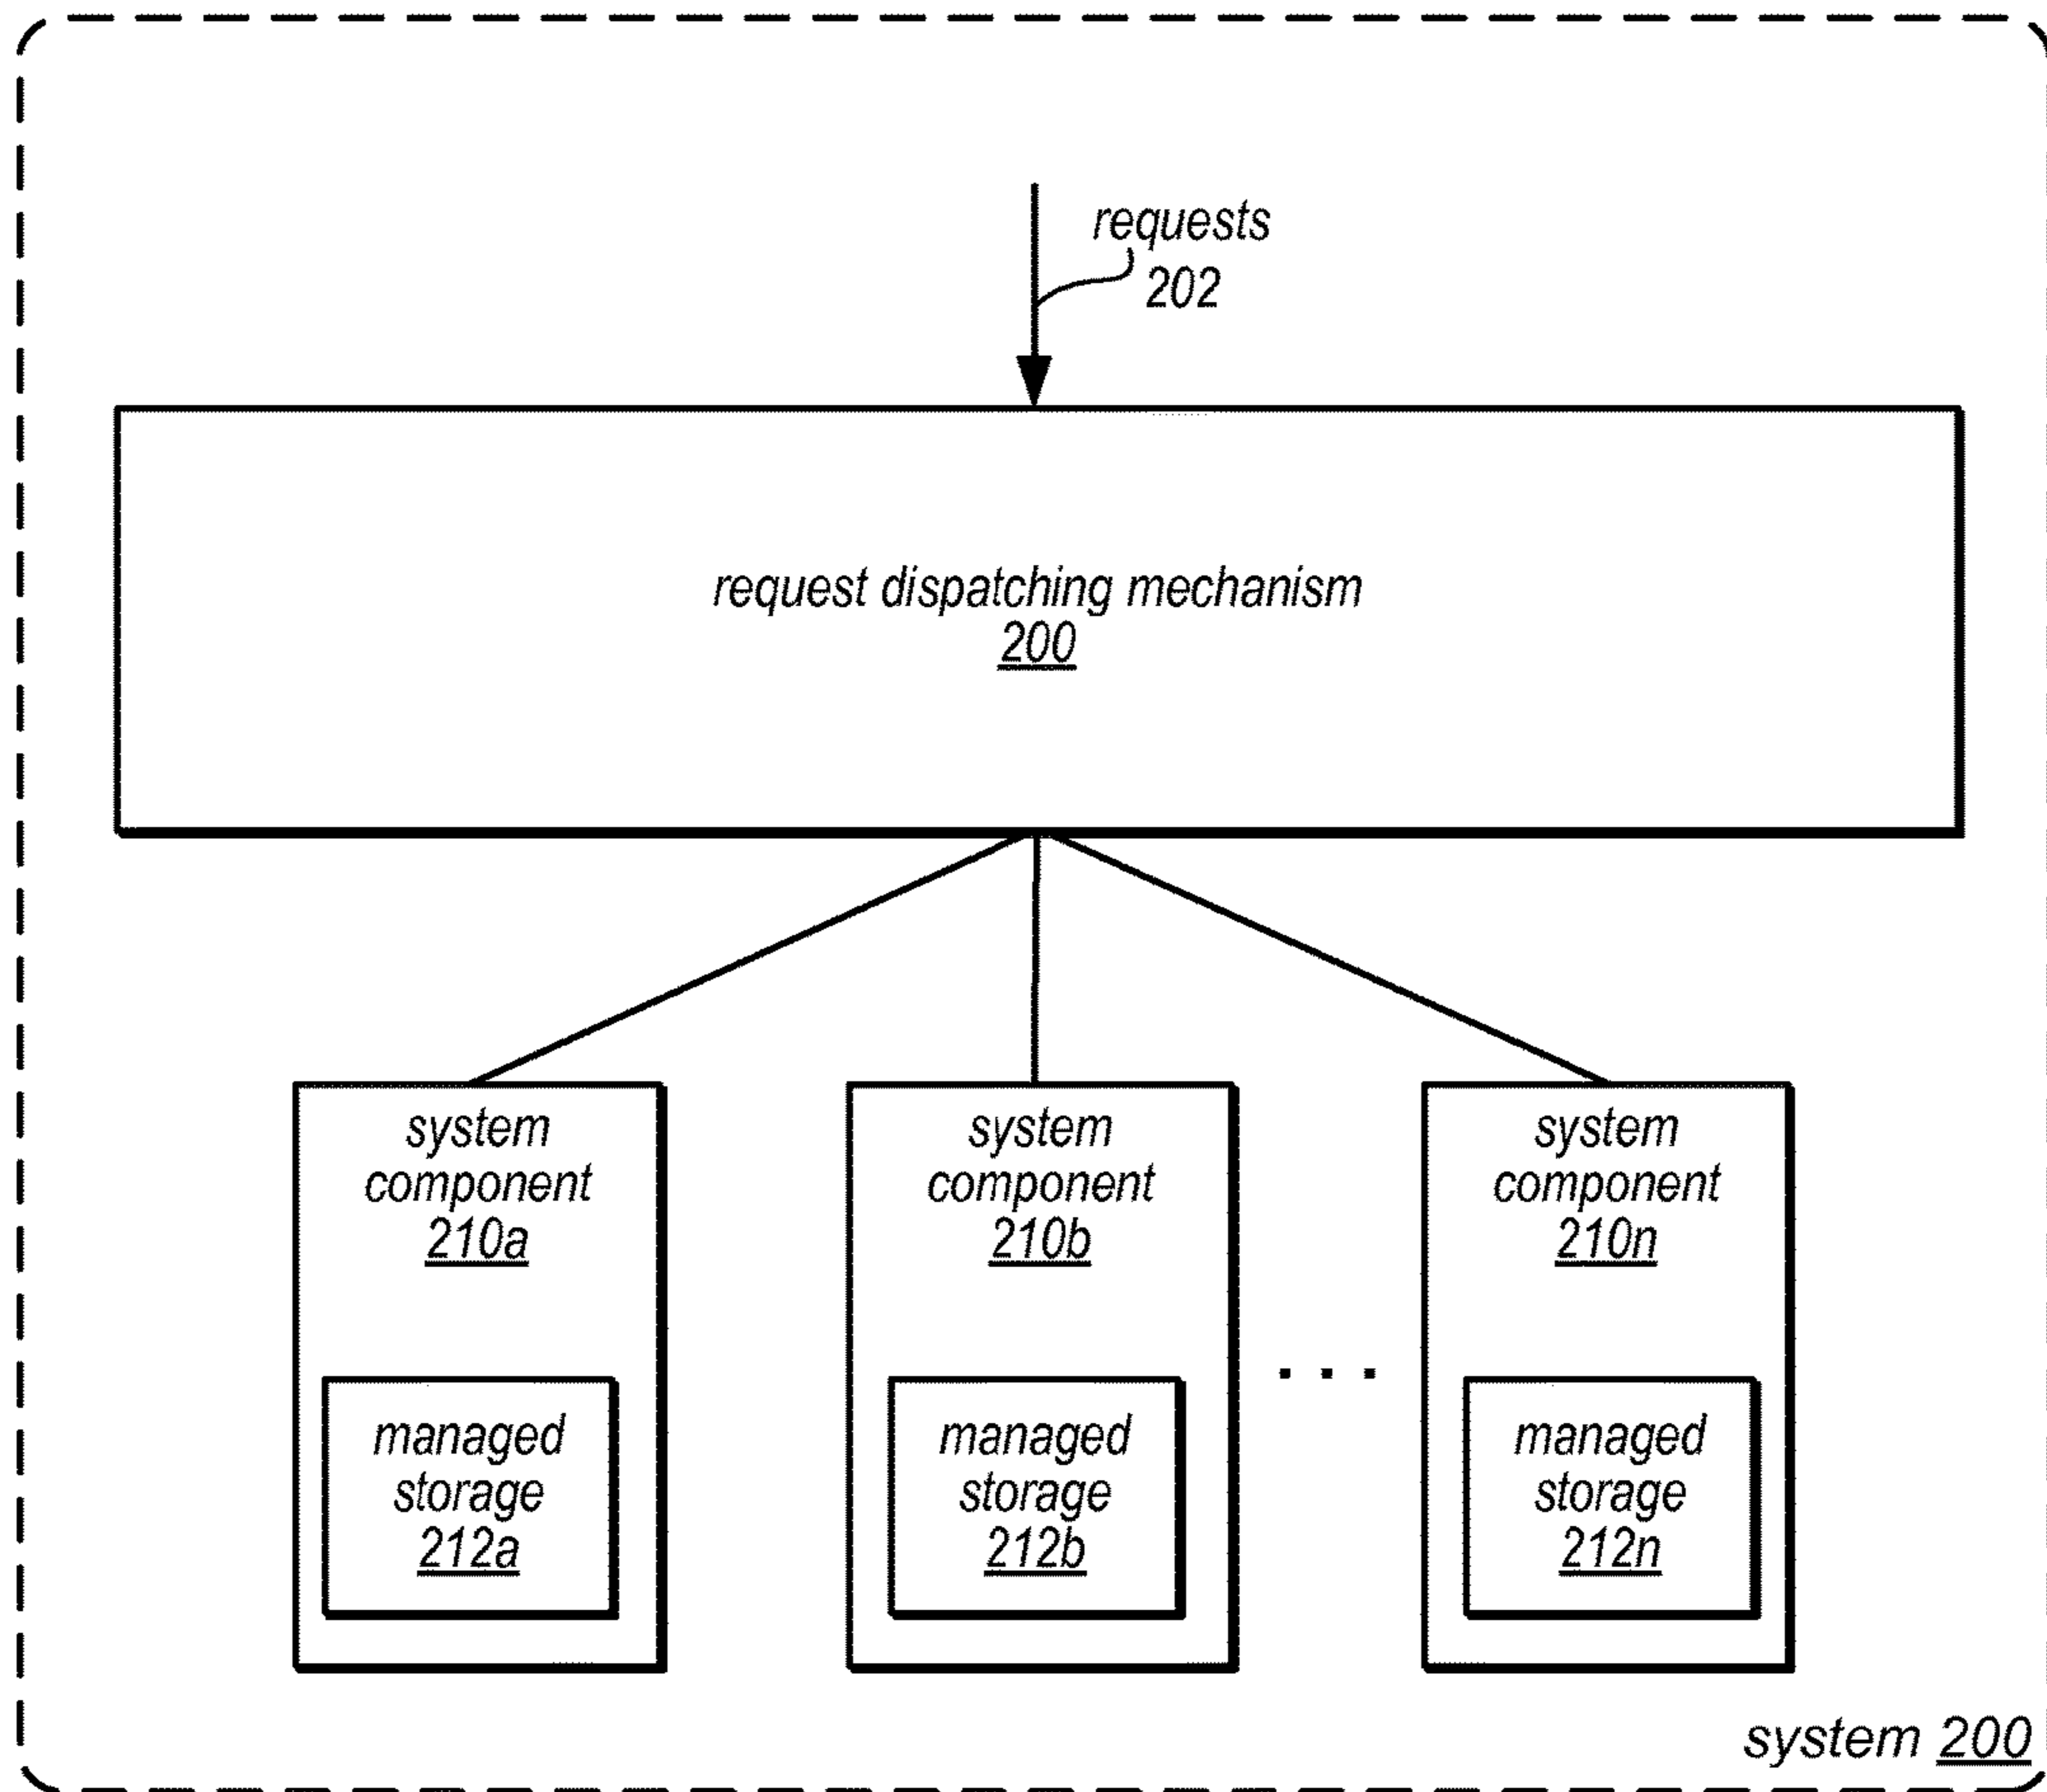 requests
202
request dispatching mechanism
200
system
component
210a
managed
storage
212a
system
component
210b
managed
storage
212b
. . .
system
component
210n
managed
storage
212n
system 200